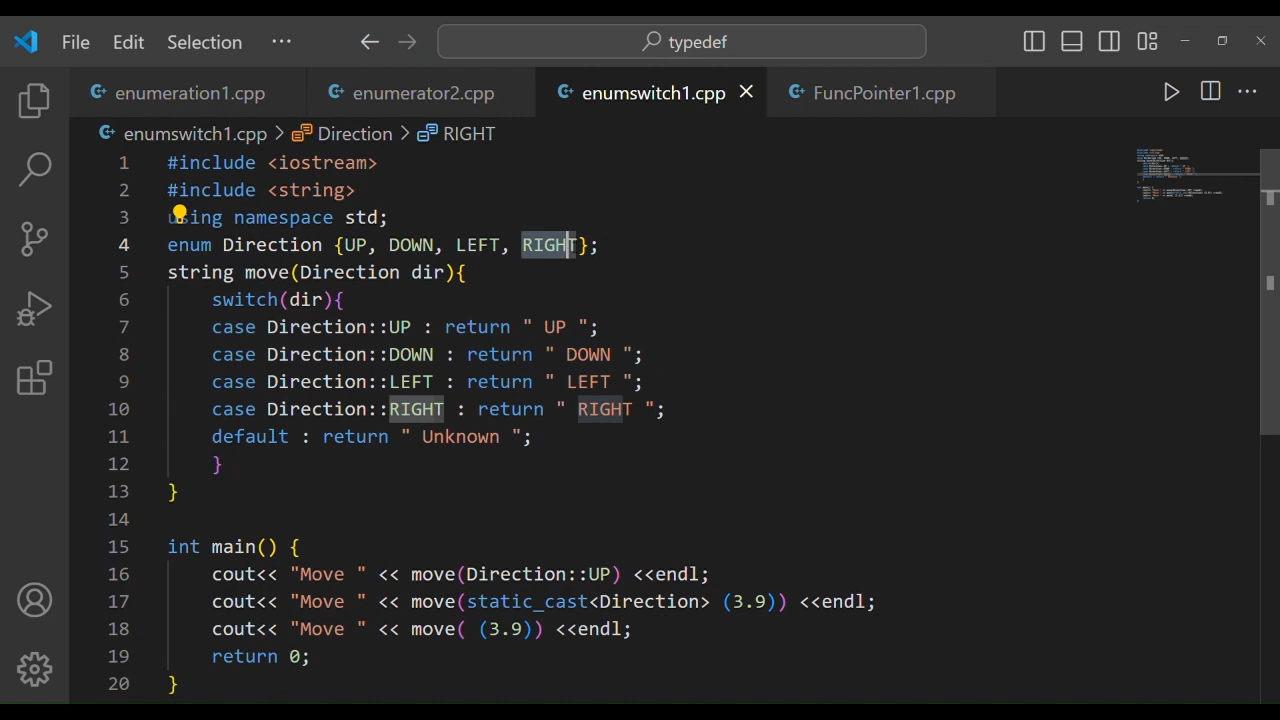 File Edit Selection ··· typedef
enumeration1.cpp enumerator2.cpp enumswitch1.cpp FuncPointer1.cpp
enumswitch1.cpp > Direction > RIGHT
1 #include <iostream>
2 #include <string>
3 using namespace std;
4 enum Direction {UP, DOWN, LEFT, RIGHT};
5 string move(Direction dir){
6 switch(dir){
7 case Direction::UP : return " UP ";
8 case Direction::DOWN : return " DOWN ";
9 case Direction::LEFT : return " LEFT ";
10 case Direction::RIGHT : return " RIGHT ";
11 default : return " Unknown ";
12 }
13 }
14
15 int main() {
16 cout<< "Move " << move(Direction::UP) <<endl;
17 cout<< "Move " << move(static_cast<Direction> (3.9)) <<endl;
18 cout<< "Move " << move( (3.9)) <<endl;
19 return 0;
20 }